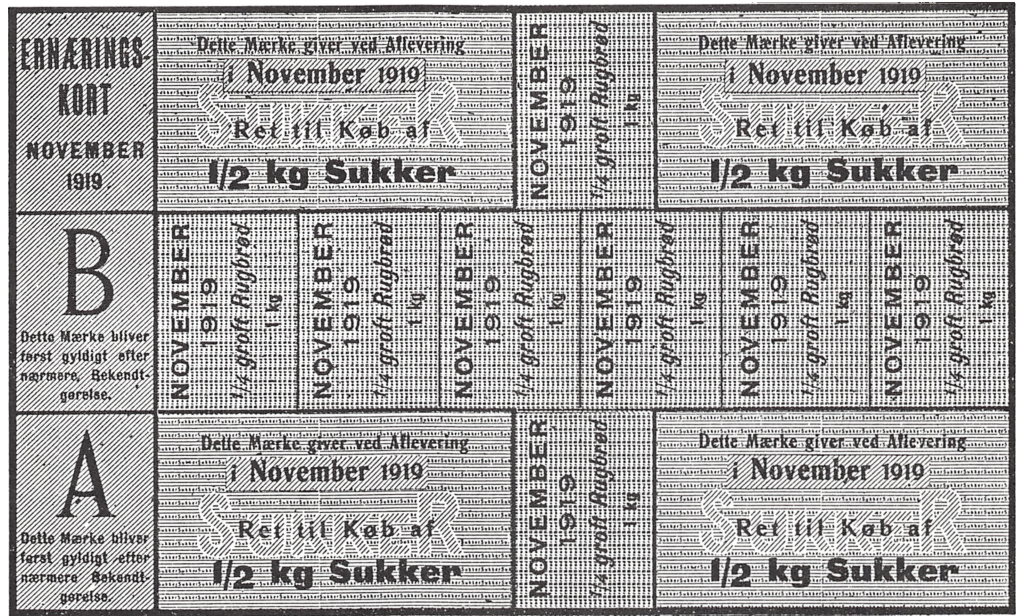 ERNÆRINGS-
KORT
NOVEMBER
1919.
Dette Mærke giver ved Aflevering
i November 1919
SUKKER
Ret til Køb af
1/2 kg Sukker
NOVEMBER
1919
1/4 groft Rugbrød
1 kg
Dette Mærke giver ved Aflevering
i November 1919
SUKKER
Ret til Køb af
1/2 kg Sukker
B
Dette Mærke bliver
først gyldigt efter
nærmere Bekendt-
gørelse.
NOVEMBER
1919
1/4 groft Rugbrød
1 kg
NOVEMBER
1919
1/4 groft Rugbrød
1 kg
NOVEMBER
1919
1/4 groft Rugbrød
1 kg
NOVEMBER
1919
1/4 groft Rugbrød
1 kg
NOVEMBER
1919
1/4 groft Rugbrød
1 kg
NOVEMBER
1919
1/4 groft Rugbrød
1 kg
A
Dette Mærke bliver
først gyldigt efter
nærmere Bekendt-
gørelse.
Dette Mærke giver ved Aflevering
i November 1919
SUKKER
Ret til Køb af
1/2 kg Sukker
NOVEMBER
1919
1/4 groft Rugbrød
1 kg
Dette Mærke giver ved Aflevering
i November 1919
SUKKER
Ret til Køb af
1/2 kg Sukker